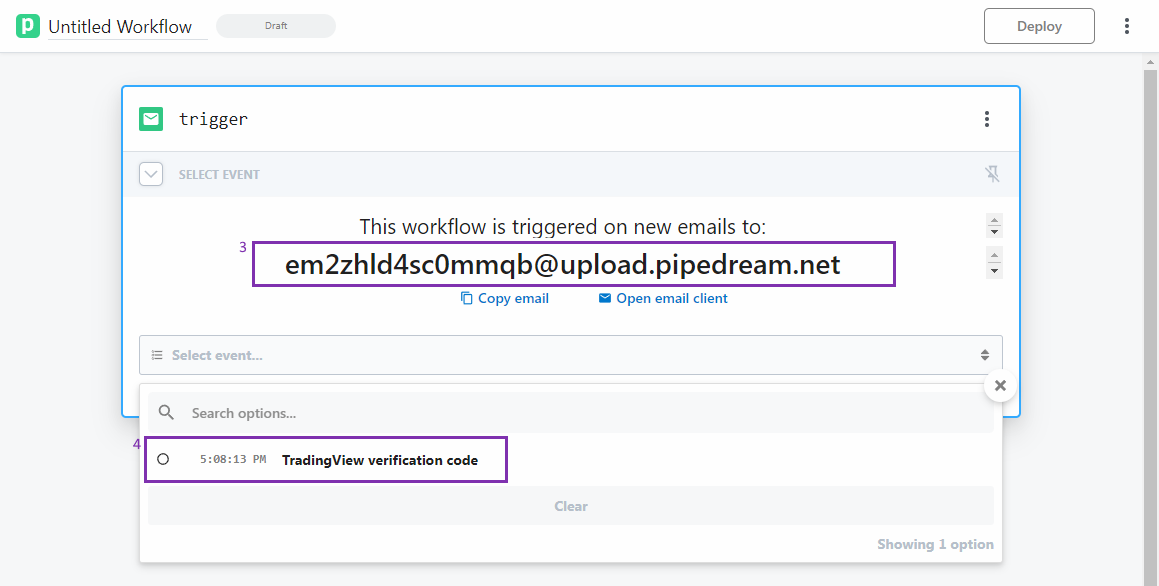 Untitled Workflow
Draft
Deploy
trigger
SELECT EVENT
This workflow is triggered on new emails to:
3
em2zhld4sc0mmqb@upload.pipedream.net
Copy email
Open email client
Select event...
Search options...
4
5:08:13 PM TradingView verification code
Clear
Showing 1 option